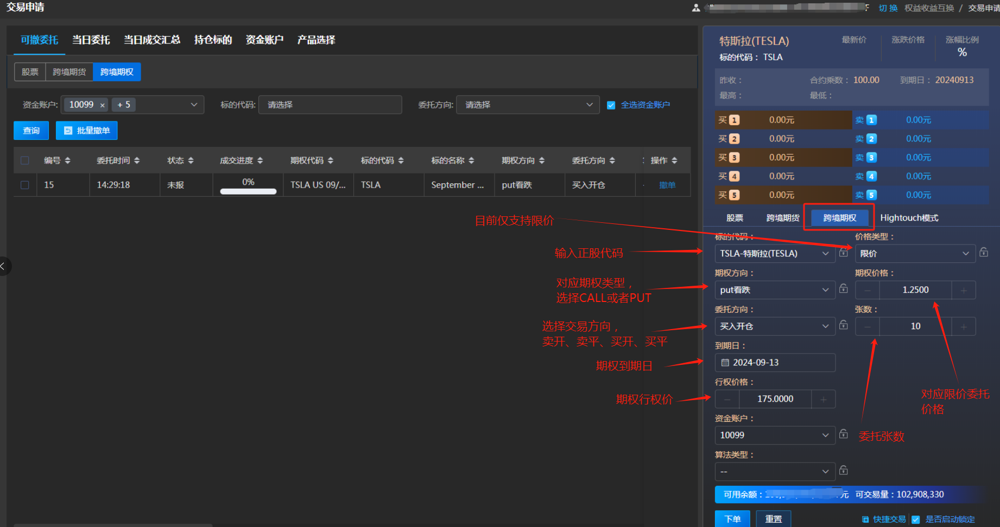 交易申请
切 换 权益收益互换 / 交易申请
可撤委托 当日委托 当日成交汇总 持仓标的 资金账户 产品选择
股票 跨境期货 跨境期权
资金账户: 10099 × + 5 标的代码: 请选择 委托方向: 请选择 全选资金账户
查询 批量撤单
编号 委托时间 状态 成交进度 期权代码 标的代码 标的名称 期权方向 委托方向 操作
15 14:29:18 未报 0% TSLA US 09/... TSLA September ... put看跌 买入开仓 撤单
目前仅支持限价
输入正股代码
对应期权类型，
选择CALL或者PUT
选择交易方向，
卖开、卖平、买开、买平
期权到期日
期权行权价
特斯拉(TESLA) 最新价 涨跌价格 涨幅比例
标的代码： TSLA %
昨收： 合约乘数： 100.00 到期日： 20240913
最高： 最低：
买 1 0.00元 卖 1 0.00元
买 2 0.00元 卖 2 0.00元
买 3 0.00元 卖 3 0.00元
买 4 0.00元 卖 4 0.00元
买 5 0.00元 卖 5 0.00元
股票 跨境期货 跨境期权 Hightouch模式
标的代码： 价格类型：
TSLA-特斯拉(TESLA) 限价
期权方向： 期权价格：
put看跌 − 1.2500 +
委托方向： 张数：
买入开仓 − 10 +
到期日：
2024-09-13
行权价格：
− 175.0000 +
对应限价委托
价格
资金账户：
10099
委托张数
算法类型：
--
可用余额： 元 可交易量：102,908,330
下单 重置 快捷交易 是否启动锁定